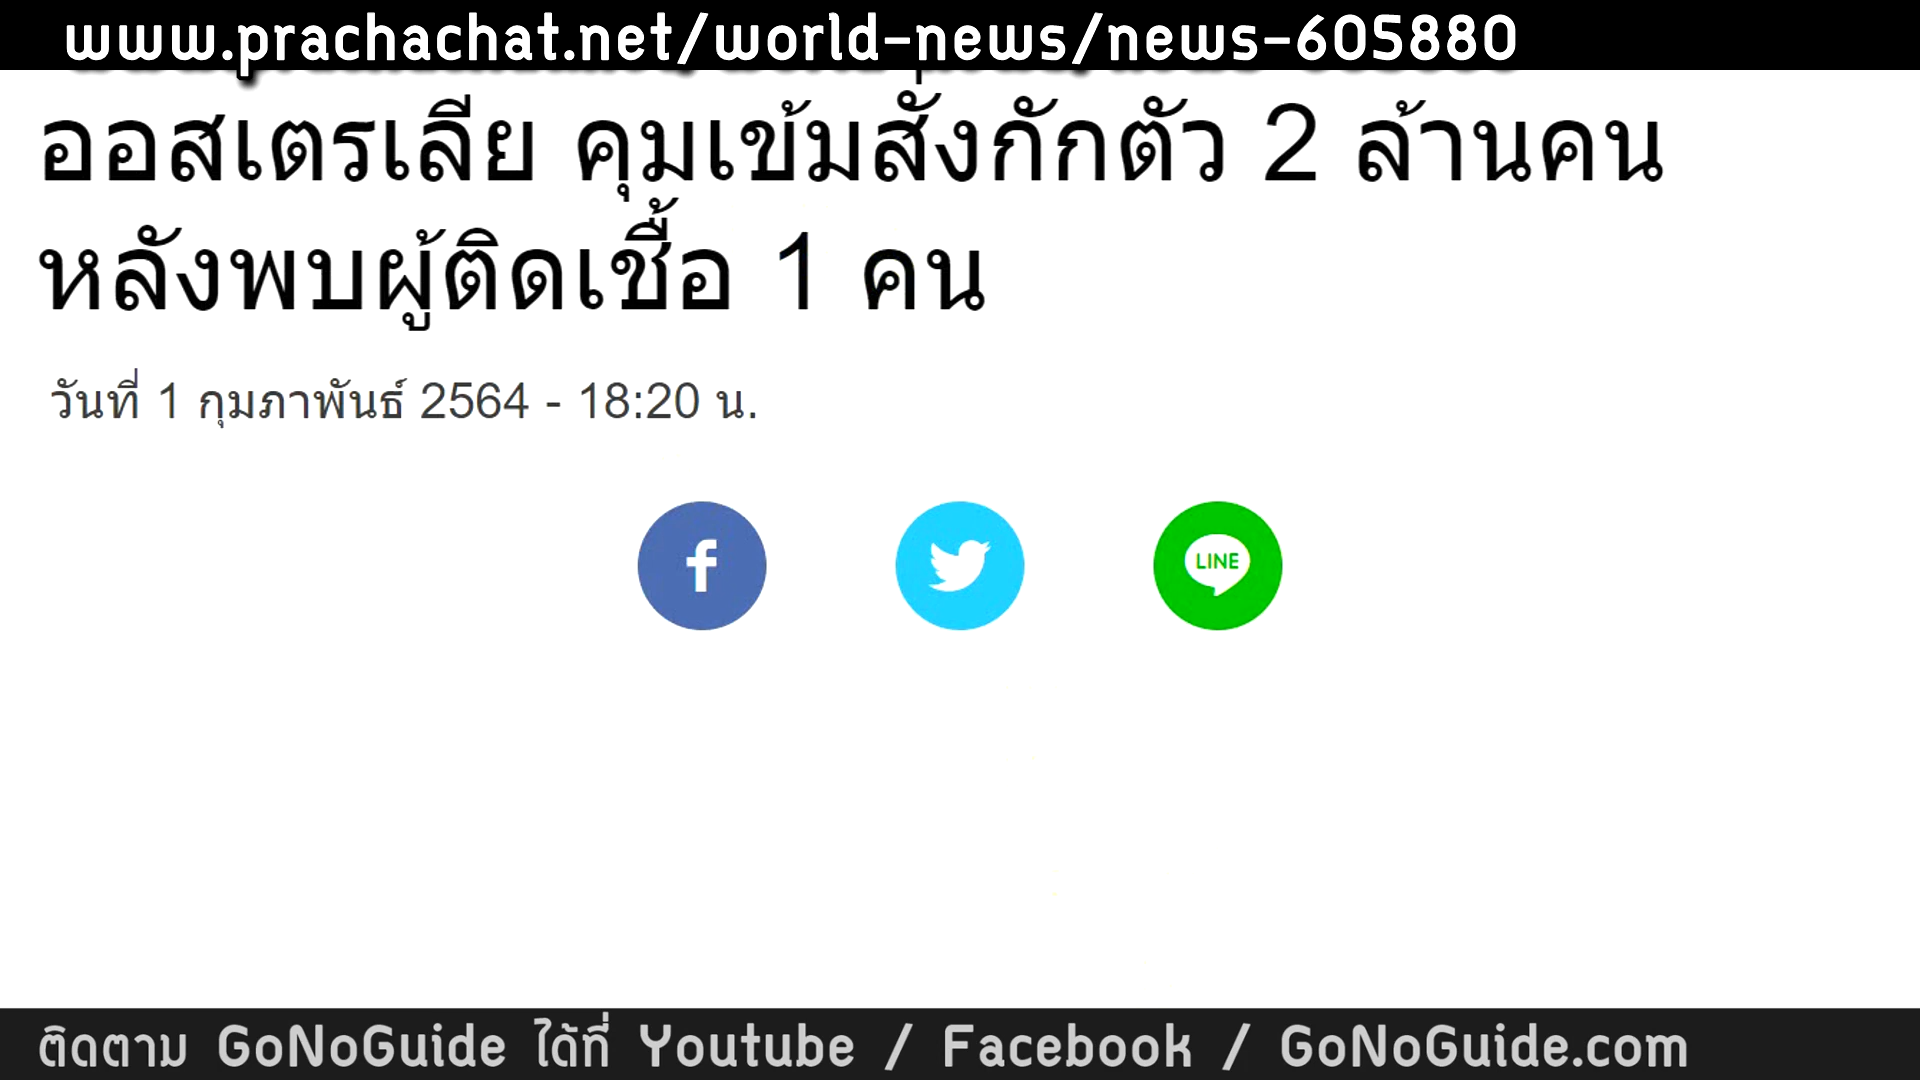 www.prachachat.net/world-news/news-605880
ออสเตรเลีย คุมเข้มสั่งกักตัว 2 ล้านคน
หลังพบผู้ติดเชื้อ 1 คน
วันที่ 1 กุมภาพันธ์ 2564 - 18:20 น.
f
LINE
ติดตาม GoNoGuide ได้ที่ Youtube / Facebook / GoNoGuide.com